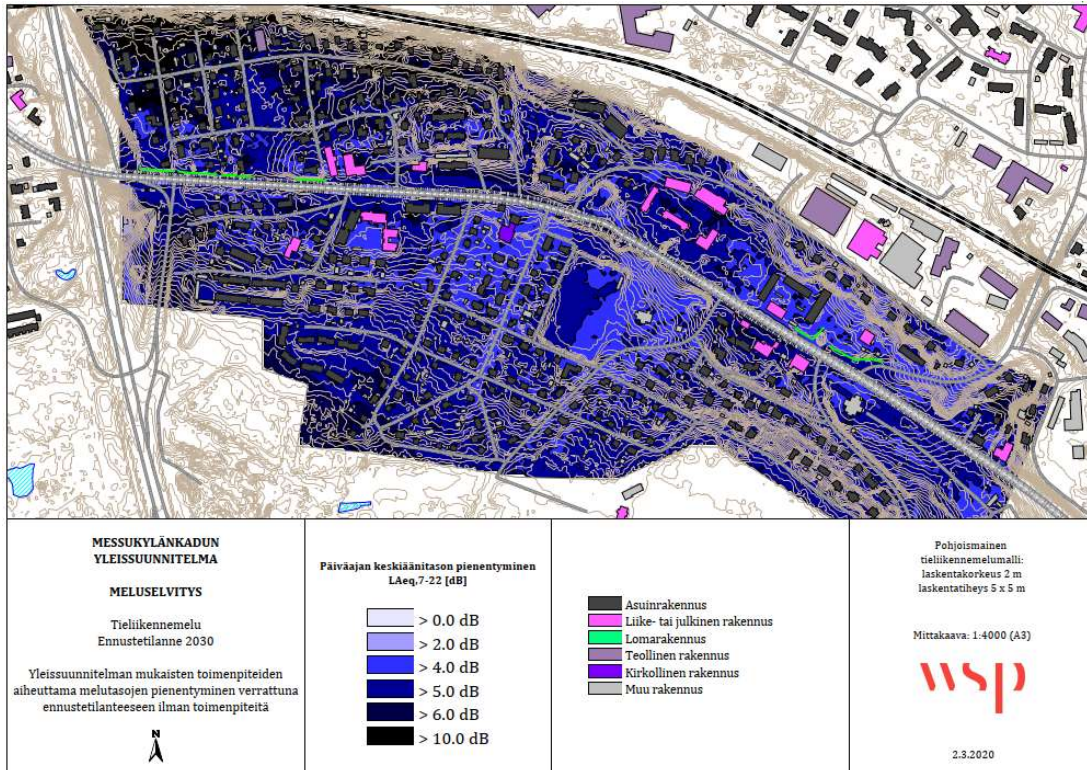 MESSUKYLÄNKADUN
YLEISSUUNNITELMA
MELUSELVITYS
Tieliikennemelu
Ennustetilanne 2030
Yleissuunnitelman mukaisten toimenpiteiden
aiheuttama melutasojen pienentyminen verrattuna
ennustetilanteeseen ilman toimenpiteitä
N
Päiväajan keskiäänitason pienentyminen
LAeq,7-22 [dB]
> 0.0 dB
> 2.0 dB
> 4.0 dB
> 5.0 dB
> 6.0 dB
> 10.0 dB
Asuinrakennus
Liike- tai julkinen rakennus
Lomarakennus
Teollinen rakennus
Kirkollinen rakennus
Muu rakennus
Pohjoismainen
tieliikennemelumalli:
laskentakorkeus 2 m
laskentatiheys 5 x 5 m
Mittakaava: 1:4000 (A3)
wsp
2.3.2020